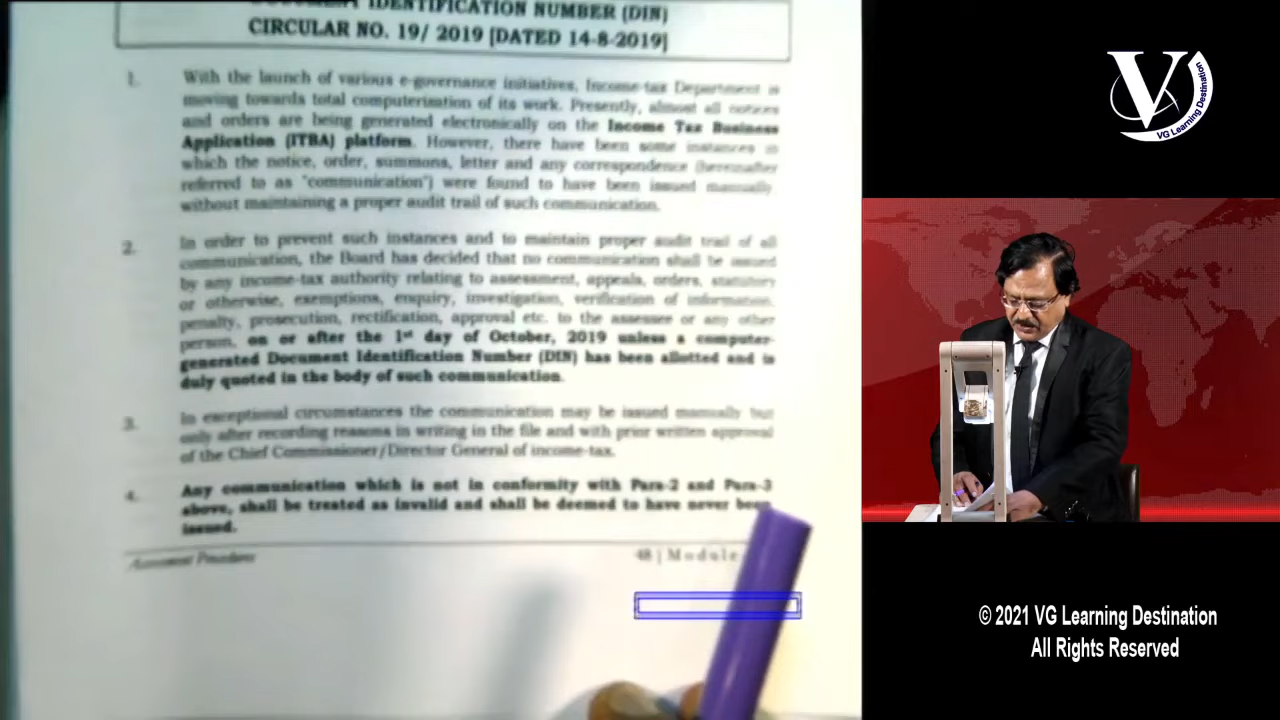 DOCUMENT IDENTIFICATION NUMBER (DIN)
CIRCULAR NO. 19/ 2019 [DATED 14-8-2019]
1. With the launch of various e-governance initiatives, Income-tax Department is
moving towards total computerization of its work. Presently, almost all notices
and orders are being generated electronically on the Income Tax Business
Application (ITBA) platform. However, there have been some instances in
which the notice, order, summons, letter and any correspondence (hereinafter
referred to as "communication") were found to have been issued manually
without maintaining a proper audit trail of such communication.
2. In order to prevent such instances and to maintain proper audit trail of all
communication, the Board has decided that no communication shall be issued
by any income-tax authority relating to assessment, appeals, orders, statutory
or otherwise, exemptions, enquiry, investigation, verification of information,
penalty, prosecution, rectification, approval etc. to the assessee or any other
person, on or after the 1st day of October, 2019 unless a computer-
generated Document Identification Number (DIN) has been allotted and is
duly quoted in the body of such communication.
3. In exceptional circumstances the communication may be issued manually but
only after recording reasons in writing in the file and with prior written approval
of the Chief Commissioner/Director General of income-tax.
4. Any communication which is not in conformity with Para-2 and Para-3
above, shall be treated as invalid and shall be deemed to have never been
issued.
Assessment Procedures 48 | Module
V
VG Learning Destination
© 2021 VG Learning Destination
All Rights Reserved